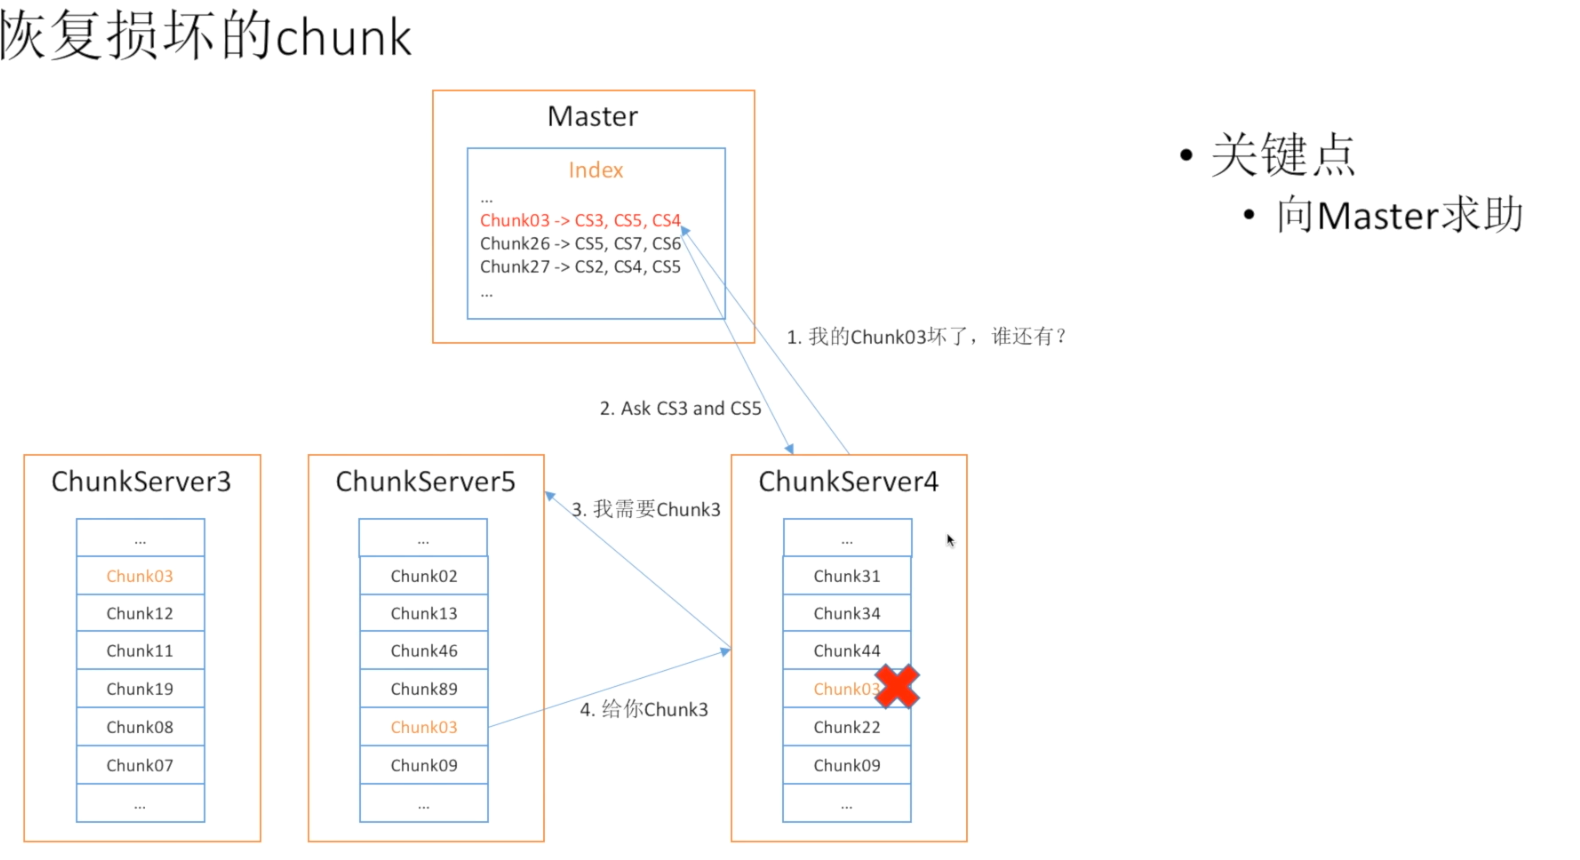 恢复损坏的chunk
Master
Index
...
Chunk03 -> CS3, CS5, CS4
Chunk26 -> CS5, CS7, CS6
Chunk27 -> CS2, CS4, CS5
...
• 关键点
• 向Master求助
1. 我的Chunk03坏了，谁还有？
2. Ask CS3 and CS5
ChunkServer3
...
Chunk03
Chunk12
Chunk11
Chunk19
Chunk08
Chunk07
...
ChunkServer5
...
Chunk02
Chunk13
Chunk46
Chunk89
Chunk03
Chunk09
...
3. 我需要Chunk3
4. 给你Chunk3
ChunkServer4
...
Chunk31
Chunk34
Chunk44
Chunk03
Chunk22
Chunk09
...